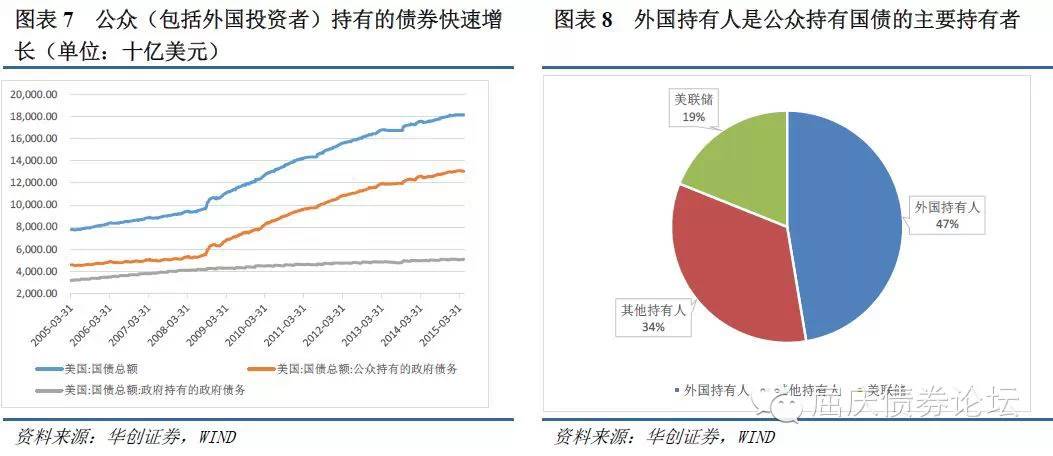 图表 7 公众（包括外国投资者）持有的债券快速增
长（单位：十亿美元）
20,000.00
18,000.00
16,000.00
14,000.00
12,000.00
10,000.00
8,000.00
6,000.00
4,000.00
2,000.00
2005-03-31
2006-03-31
2007-03-31
2008-03-31
2009-03-31
2010-03-31
2011-03-31
2012-03-31
2013-03-31
2014-03-31
2015-03-31
美国:国债总额
美国:国债总额:公众持有的政府债务
美国:国债总额:政府持有的政府债务
资料来源：华创证券，WIND
图表 8 外国持有人是公众持有国债的主要持有者
美联储
19%
外国持有人
47%
其他持有人
34%
外国持有人 其他持有人 美联储
屈庆债券论坛
资料来源：华创证券，WIND